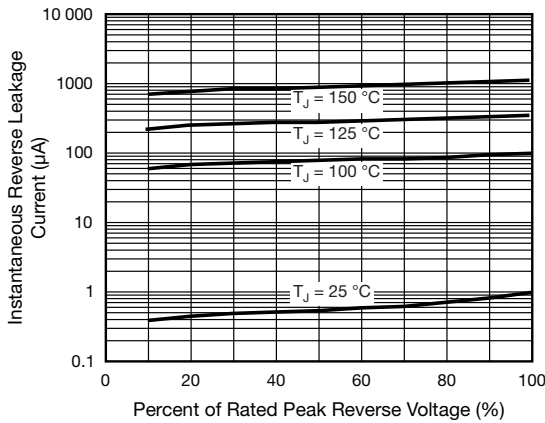 Instantaneous Reverse Leakage
Current (µA)
10 000
1000
100
10
1
0.1
T_J = 150 °C
T_J = 125 °C
T_J = 100 °C
T_J = 25 °C
0 20 40 60 80 100
Percent of Rated Peak Reverse Voltage (%)